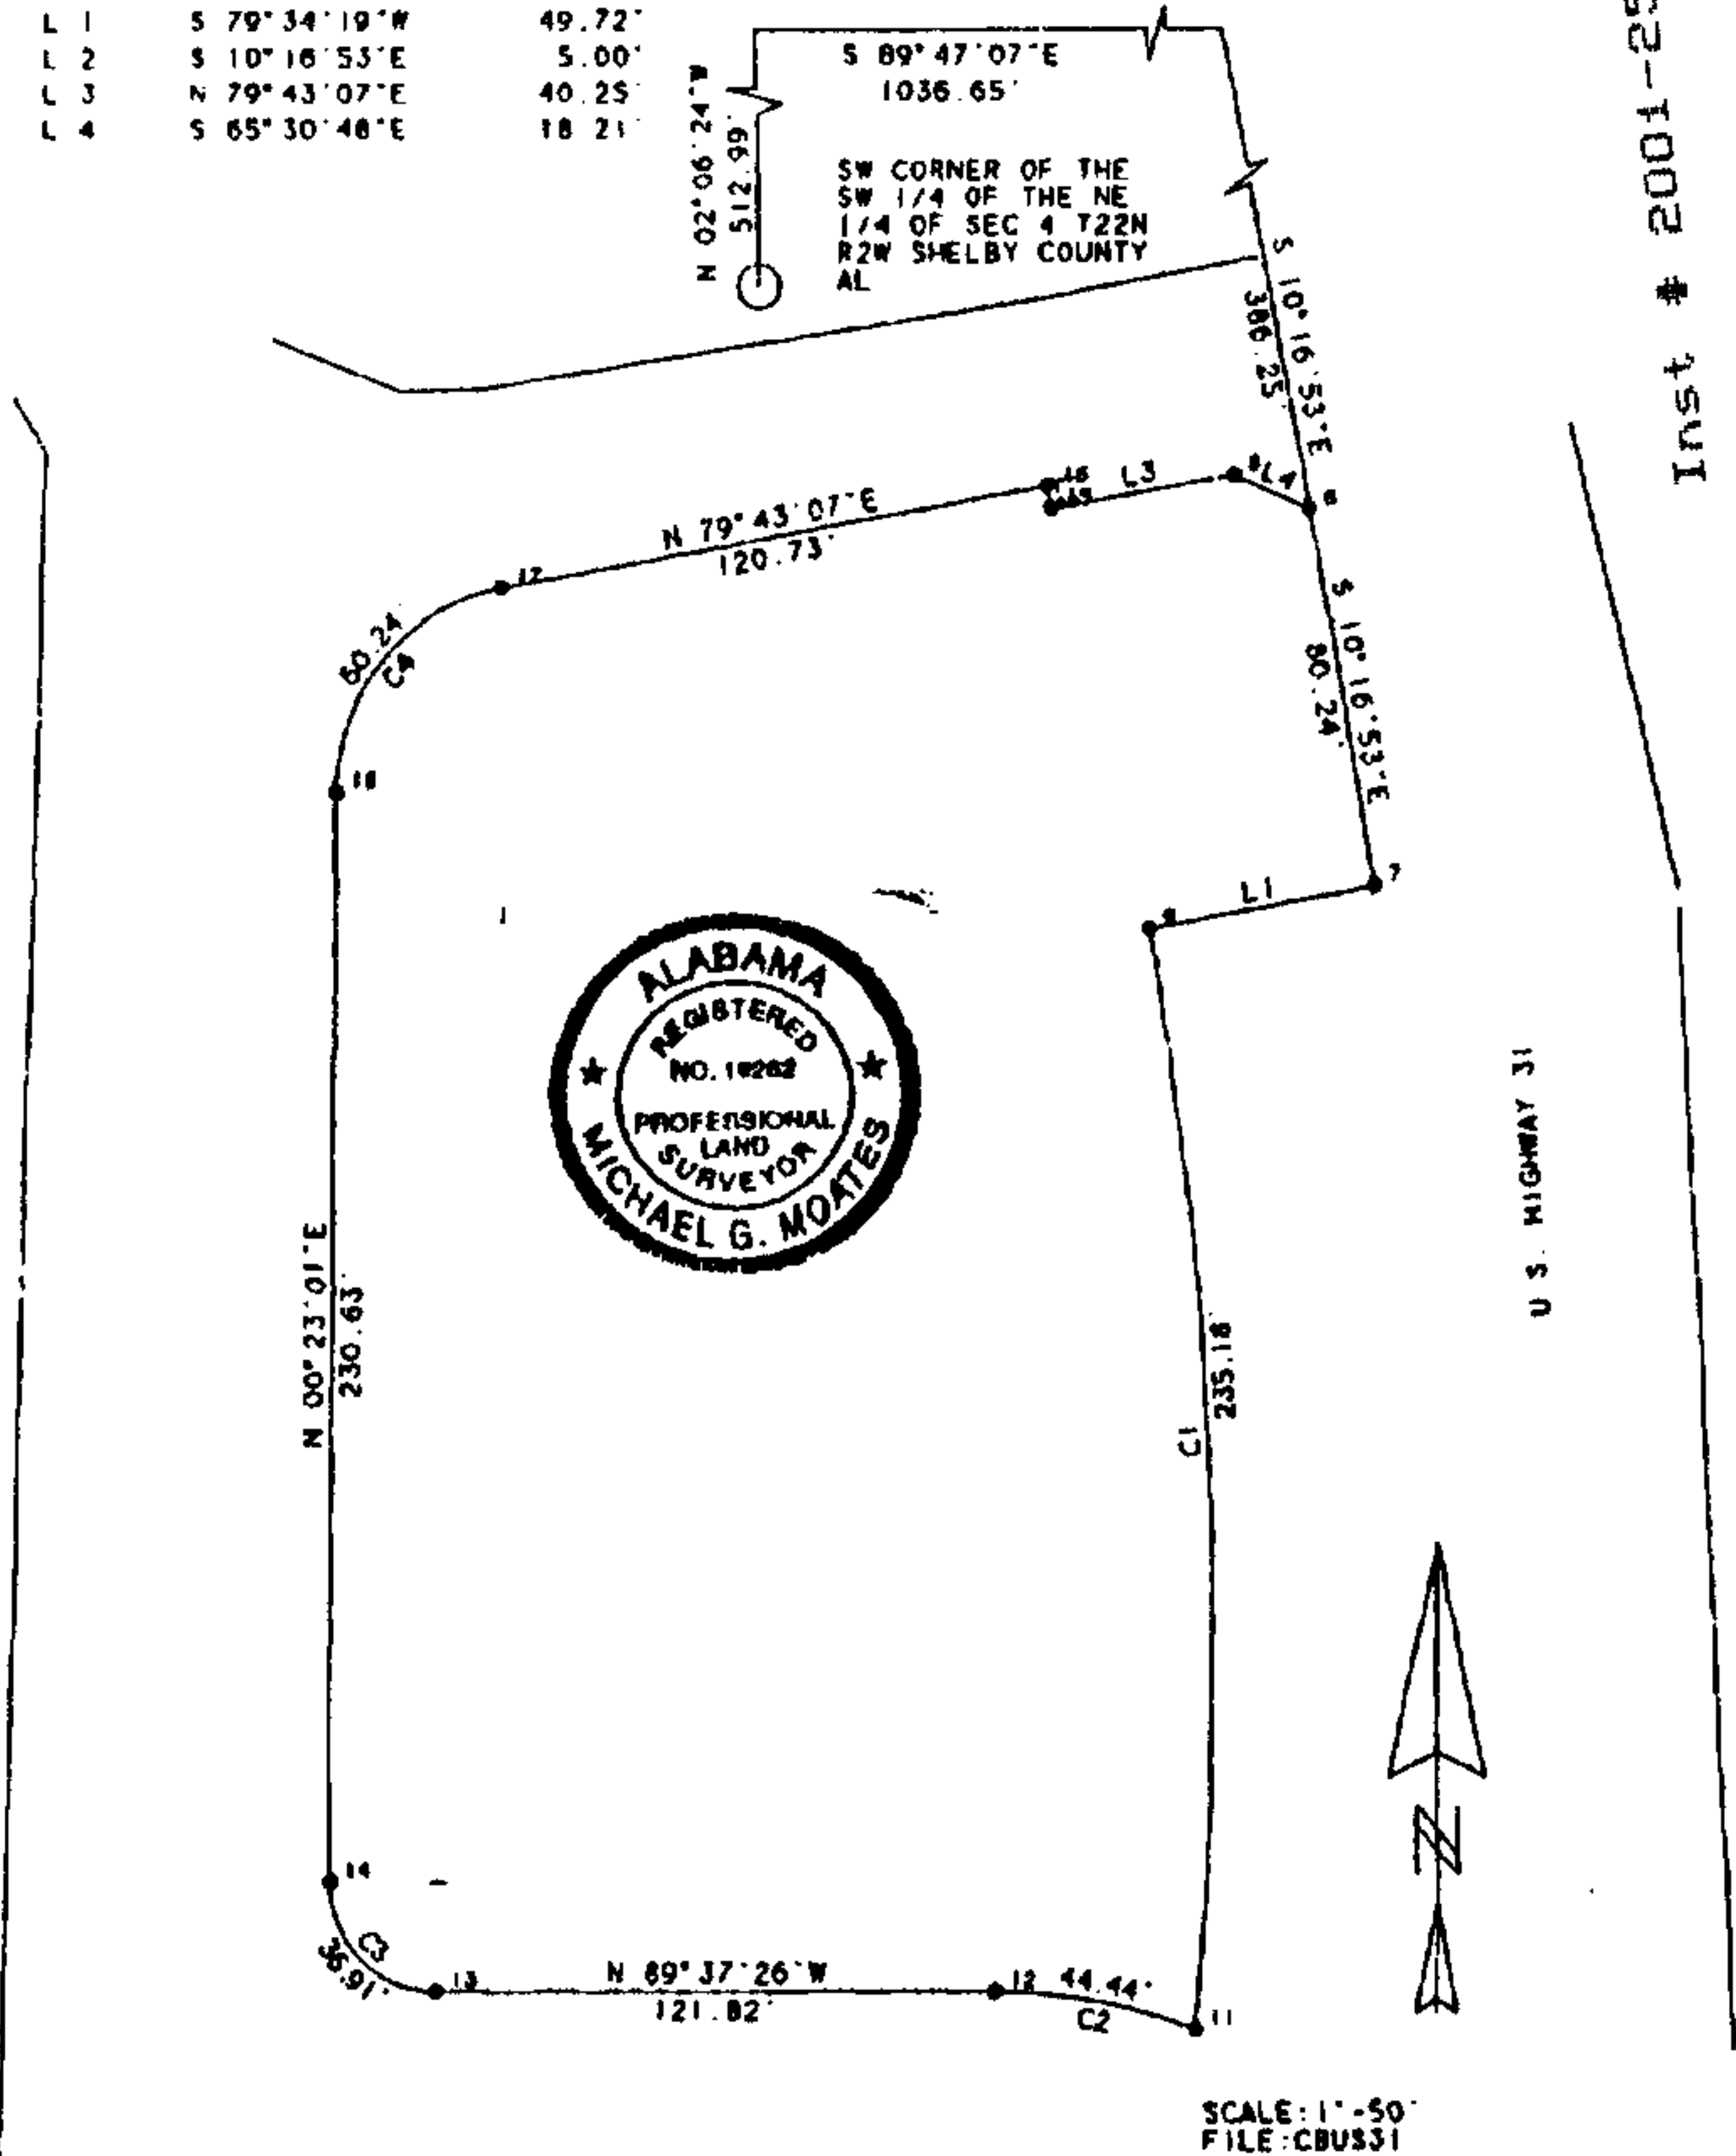 L 1 S 79°34'19"W 49.72'
L 2 S 10°16'53"E 5.00'
L 3 N 79°43'07"E 40.25'
L 4 S 65°30'48"E 18.21'
S 89°47'07"E
1036.65'
N 02°06'24"W
512.99'
SW CORNER OF THE
SW 1/4 OF THE NE
1/4 OF SEC 4 T22N
R2W SHELBY COUNTY
AL
Inst #
S 10°16'53"E
386.25'
16
L3
L4
N 79°43'07"E
120.73'
17
60.24
C4
S 10°16'53"E
80.24'
18
7
L1
ALABAMA
REGISTERED
PROFESSIONAL
LAND
SURVEYOR
MICHAEL G. MOATES
U.S. HIGHWAY 31
N 00°23'01"E
230.63'
235.18'
C1
N
14
C3
13
N 89°37'26"W
121.82'
12
44.44'
C2
11
SCALE: 1"-50'
FILE:CBUS31